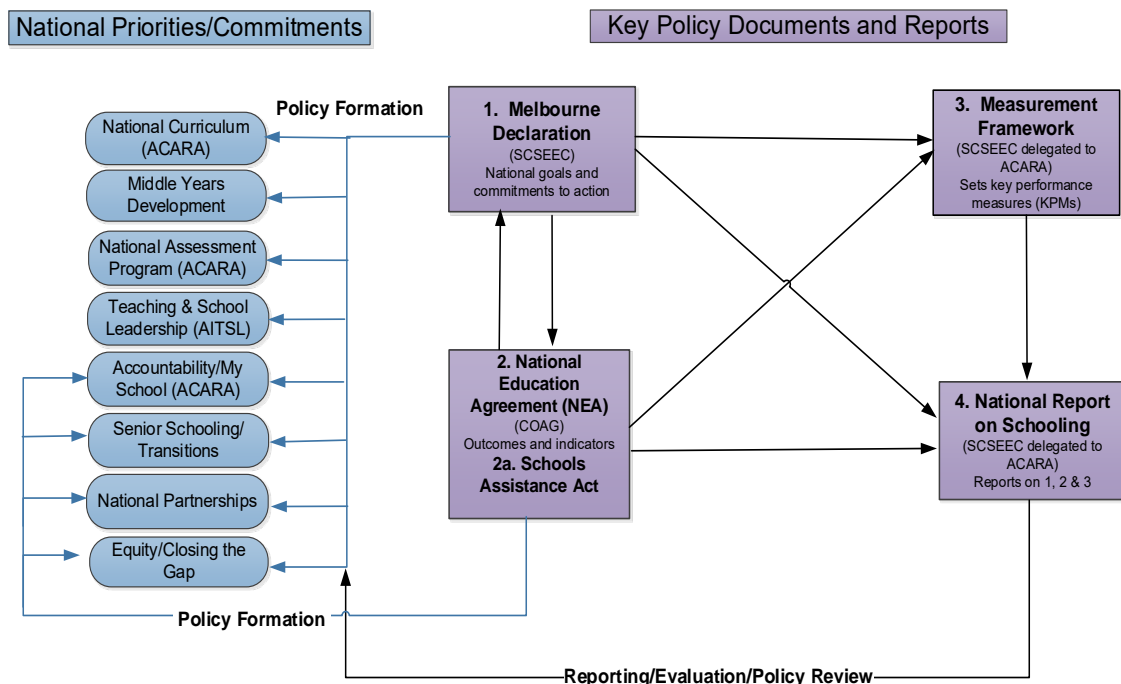 National Priorities/Commitments
Key Policy Documents and Reports
Policy Formation
National Curriculum
(ACARA)
Middle Years
Development
National Assessment
Program (ACARA)
Teaching & School
Leadership (AITSL)
Accountability/My
School (ACARA)
Senior Schooling/
Transitions
National Partnerships
Equity/Closing the
Gap
Policy Formation
1. Melbourne
Declaration
(SCSEEC)
National goals and
commitments to action
2. National
Education
Agreement (NEA)
(COAG)
Outcomes and indicators
2a. Schools
Assistance Act
3. Measurement
Framework
(SCSEEC delegated to
ACARA)
Sets key performance
measures (KPMs)
4. National Report
on Schooling
(SCSEEC delegated to
ACARA)
Reports on 1, 2 & 3
Reporting/Evaluation/Policy Review